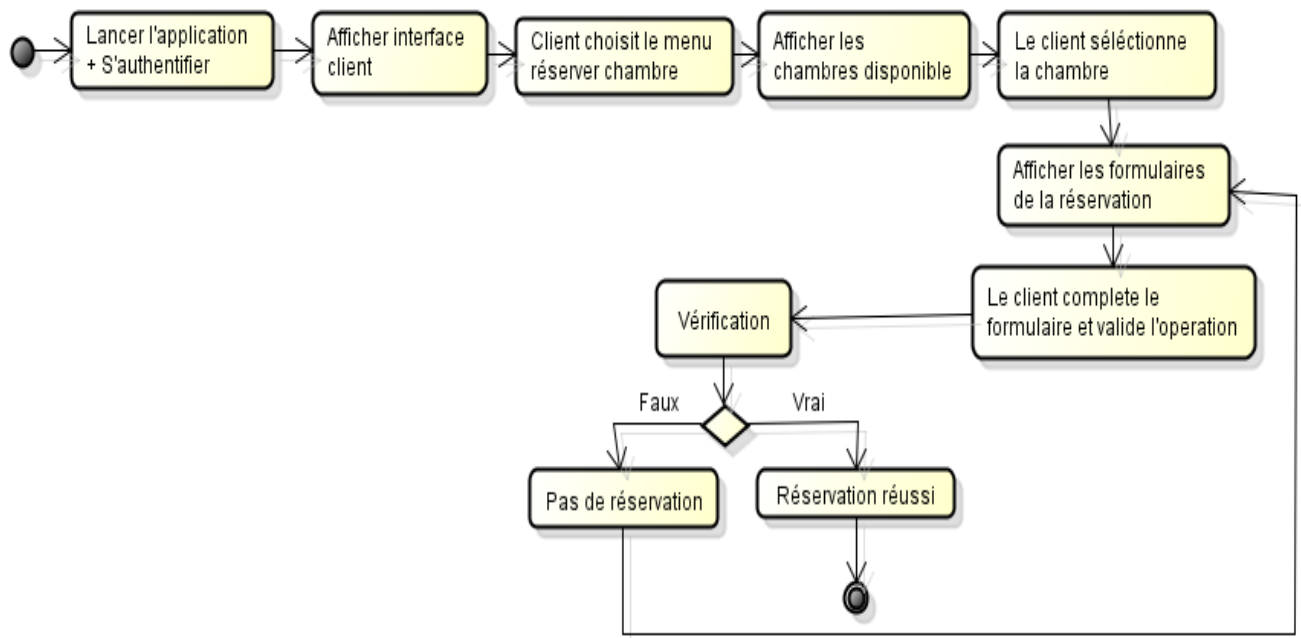 Lancer l'application
+ S'authentifier
Afficher interface
client
Client choisit le menu
réserver chambre
Afficher les
chambres disponible
Le client séléctionne
la chambre
Afficher les formulaires
de la réservation
Le client complete le
formulaire et valide l'operation
Vérification
Faux
Vrai
Pas de réservation
Réservation réussi